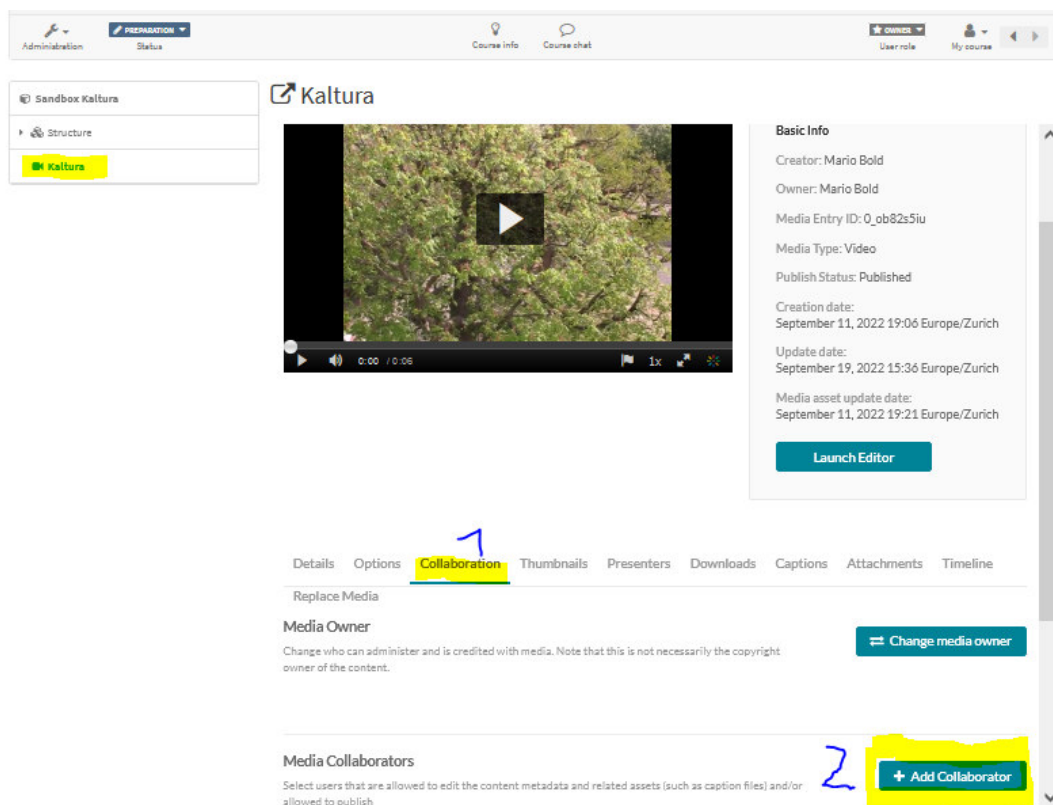 Administration
PREPARATION
Status
Course info
Course chat
OWNER
User role
My course
Sandbox Kaltura
Structure
Kaltura
Kaltura
0:00 / 0:06
1x
Basic Info
Creator: Mario Bold
Owner: Mario Bold
Media Entry ID: 0_ob82s5iu
Media Type: Video
Publish Status: Published
Creation date:
September 11, 2022 19:06 Europe/Zurich
Update date:
September 19, 2022 15:36 Europe/Zurich
Media asset update date:
September 11, 2022 19:21 Europe/Zurich
Launch Editor
1
Details Options Collaboration Thumbnails Presenters Downloads Captions Attachments Timeline
Replace Media
Media Owner
Change who can administer and is credited with media. Note that this is not necessarily the copyright
owner of the content.
Change media owner
Media Collaborators
Select users that are allowed to edit the content metadata and related assets (such as caption files) and/or
allowed to publish
2
+ Add Collaborator